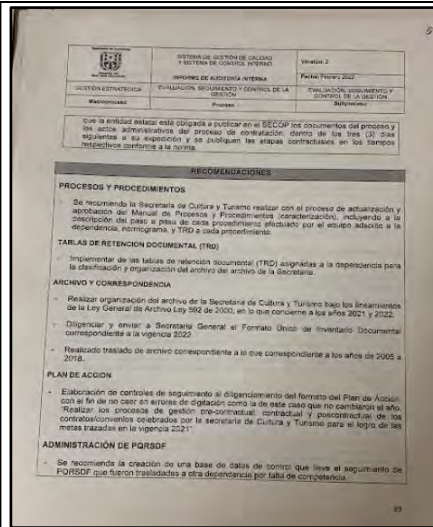 SISTEMA DE GESTIÓN DE CALIDAD
Y SISTEMA DE CONTROL INTERNO
Versión: 2
INFORME DE AUDITORÍA INTERNA
Fecha: Febrero 2022
GESTIÓN ESTRATÉGICA
EVALUACIÓN, SEGUIMIENTO Y CONTROL DE LA
GESTIÓN
EVALUACIÓN, SEGUIMIENTO Y
CONTROL DE LA GESTIÓN
Macroproceso
Proceso
Subproceso
que la entidad estatal está obligada a publicar en el SECOP los documentos del proceso y
los actos administrativos del proceso de contratación, dentro de los tres (3) días
siguientes a su expedición y se publiquen las etapas contractuales en los tiempos
respectivos conforme a la norma.
RECOMENDACIONES
PROCESOS Y PROCEDIMIENTOS
- Se recomienda la Secretaría de Cultura y Turismo realizar con el proceso de actualización y
aprobación del Manual de Procesos y Procedimientos (caracterización), incluyendo a la
descripción del paso a paso de cada procedimiento efectuado por el equipo adscrito a la
dependencia, normograma, y TRD a cada procedimiento.
TABLAS DE RETENCIÓN DOCUMENTAL (TRD)
- Implementar de las tablas de retención documental (TRD) asignadas a la dependencia para
la clasificación y organización del archivo del archivo de la Secretaría.
ARCHIVO Y CORRESPONDENCIA
- Realizar organización del archivo de la Secretaría de Cultura y Turismo bajo los lineamientos
de la Ley General de Archivo Ley 592 de 2000, en lo que concierne a los años 2021 y 2022.
- Diligenciar y enviar a Secretaría General el Formato Único de Inventario Documental
correspondiente a la vigencia 2022.
- Realizado traslado de archivo correspondiente a lo que correspondiente a los años de 2005 a
2018.
PLAN DE ACCIÓN
- Elaboración de controles de seguimiento al diligenciamiento del formato del Plan de Acción,
con el fin de no caer en errores de digitación como la de este caso que no cambiaron el año,
"Realizar los procesos de gestión pre-contractual, contractual y poscontractual de los
contratos/convenios celebrados por la secretaría de Cultura y Turismo para el logro de las
metas trazadas en la vigencia 2021"
ADMINISTRACIÓN DE PQRSDF
- Se recomienda la creación de una base de datos de control que lleve el seguimiento de
PQRSDF que fueron trasladadas a otra dependencia por falta de competencia.